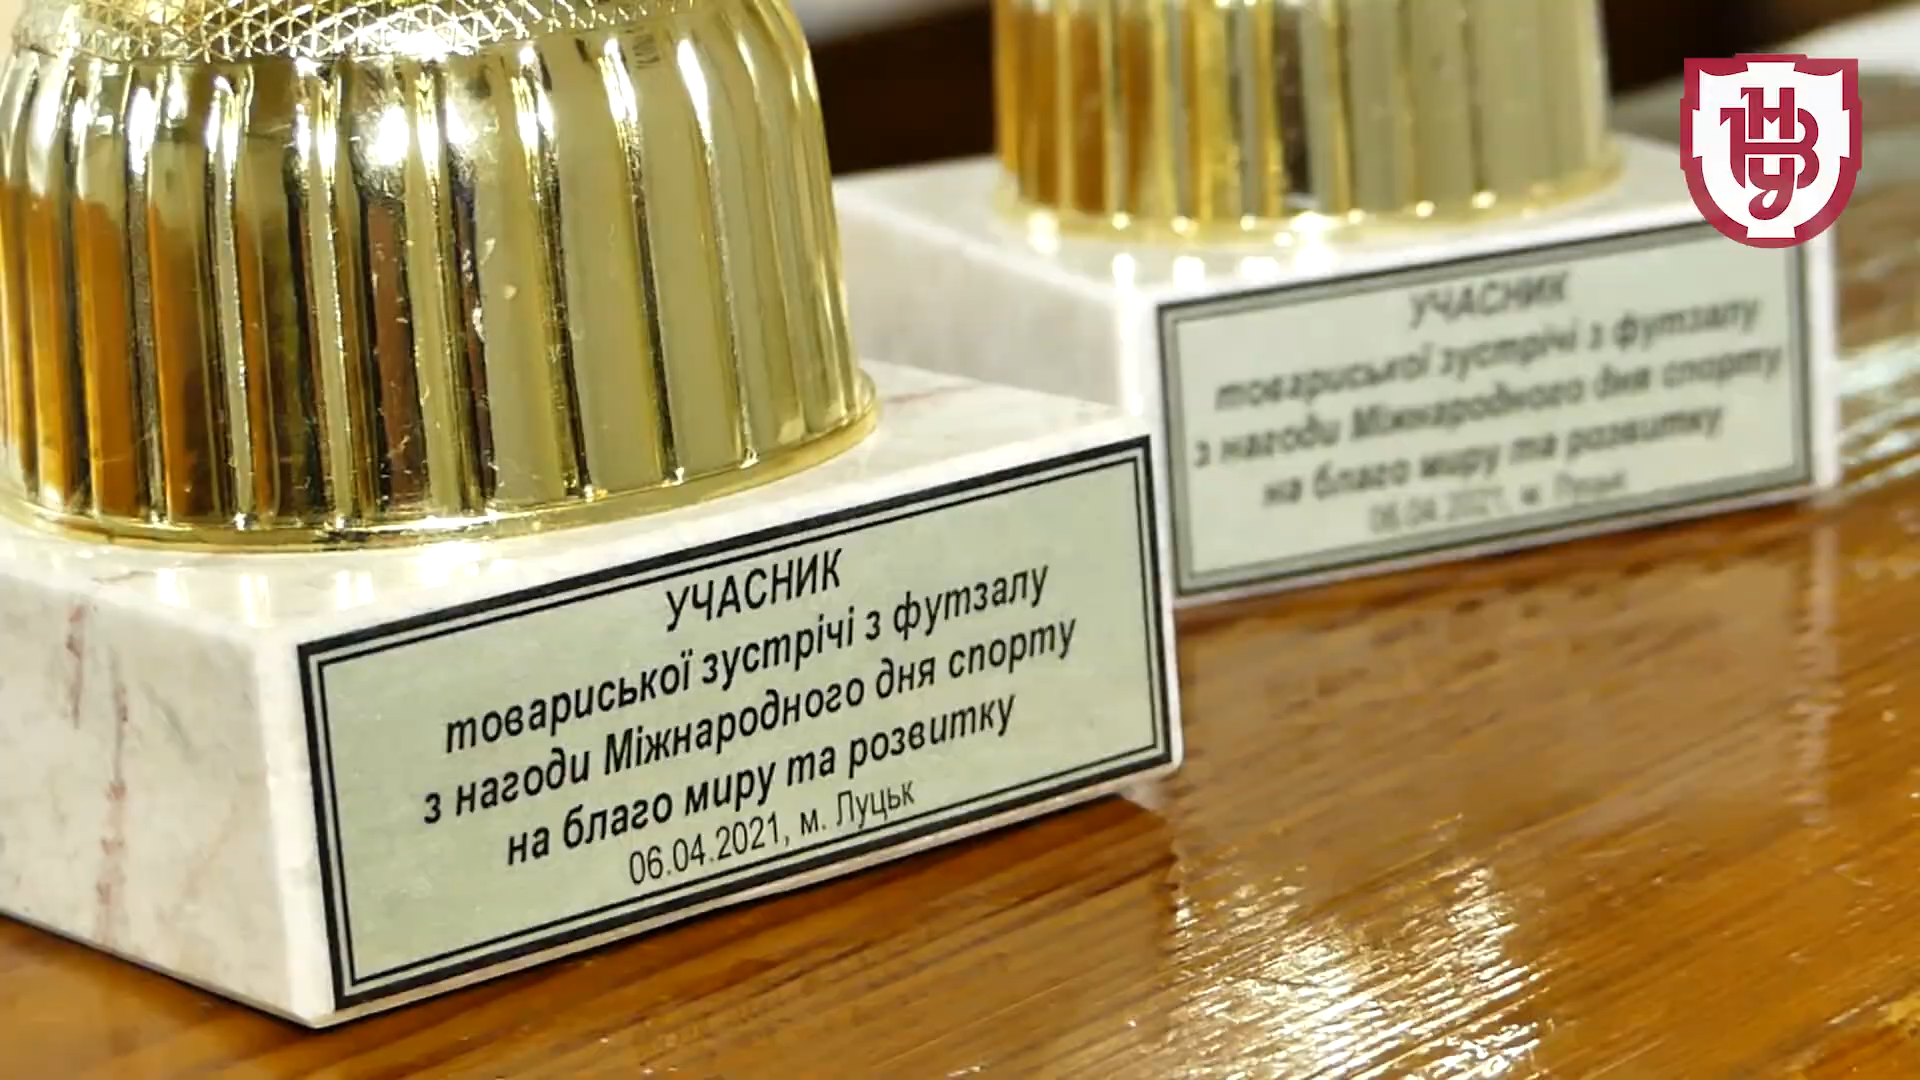 УЧАСНИК
товариської зустрічі з футзалу
з нагоди Міжнародного дня спорту
на благо миру та розвитку
06.04.2021, м. Луцьк
УЧАСНИК
товариської зустрічі з футзалу
з нагоди Міжнародного дня спорту
на благо миру та розвитку
06.04.2021, м. Луцьк